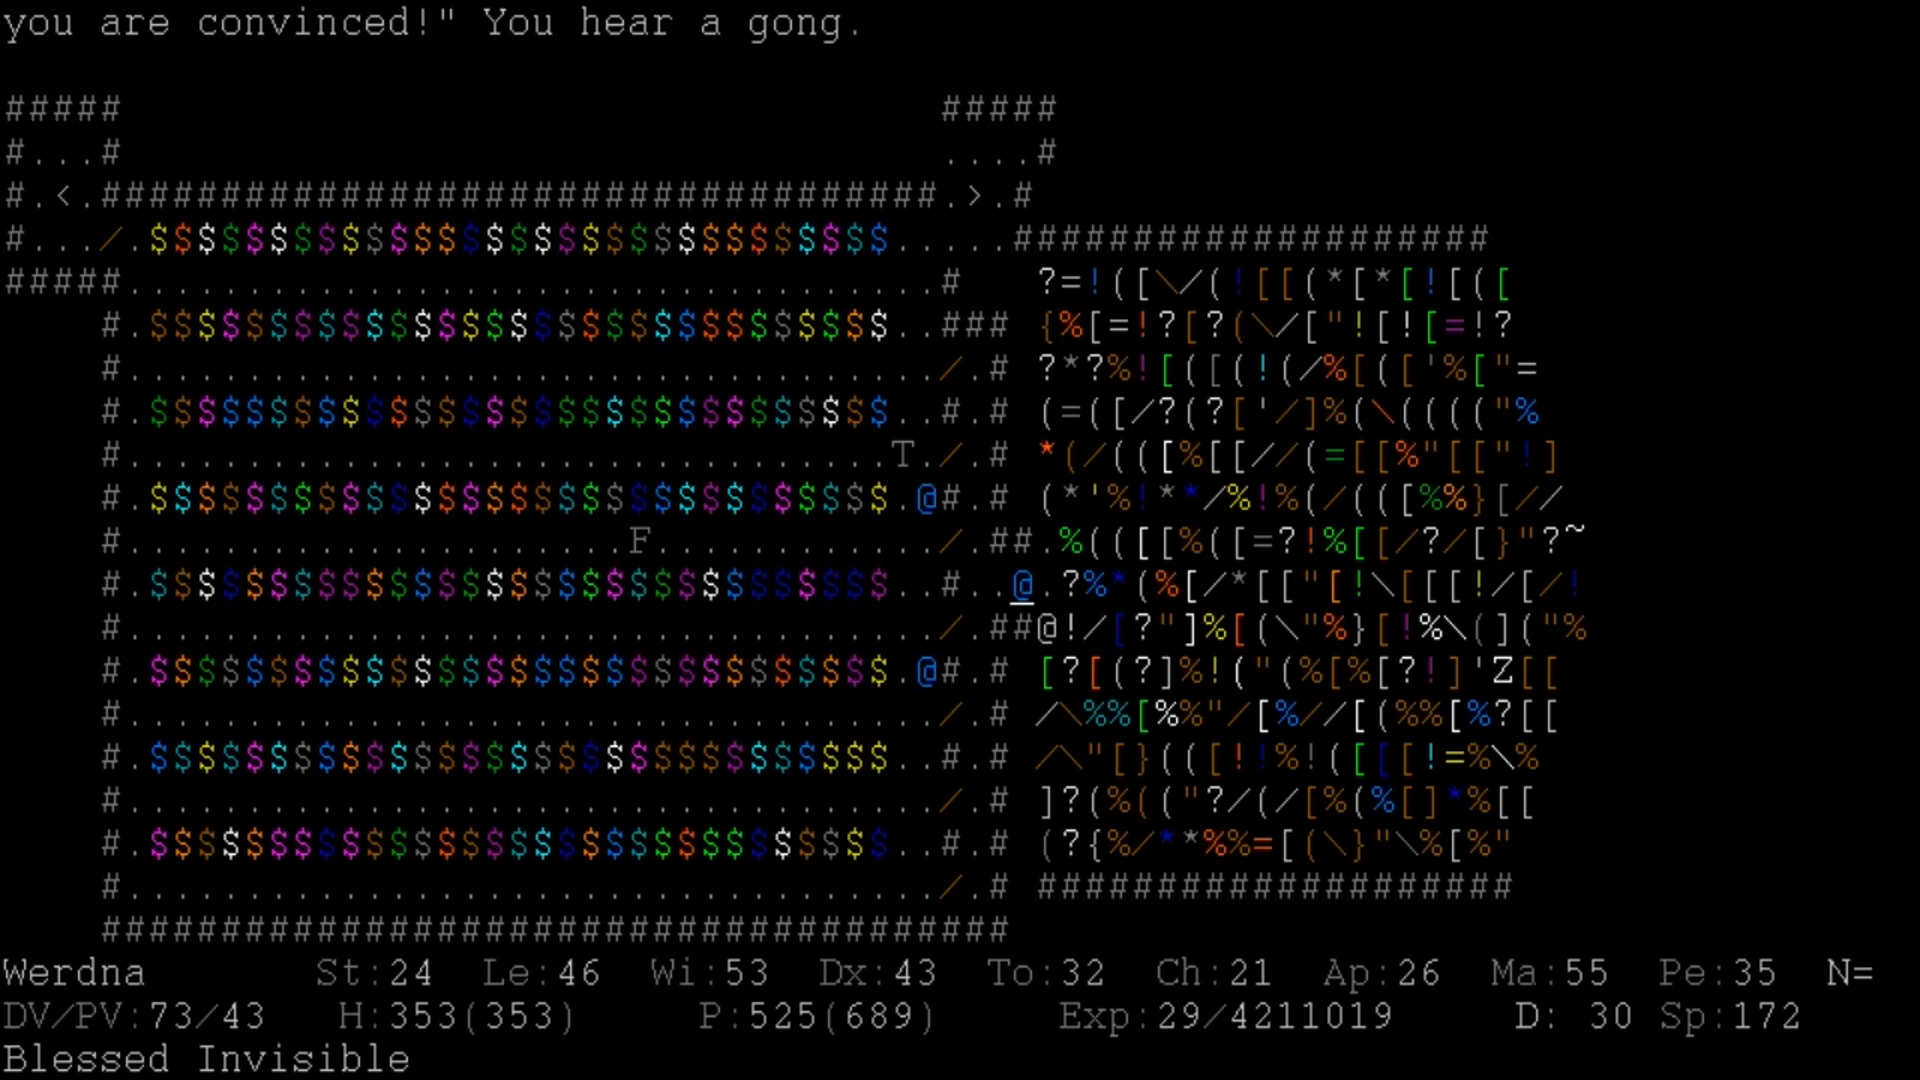 you are convinced!" You hear a gong.
#####                                  #####
#...#                                  ....#
#.<.###################################.>.#
#.../.$$$$$$$$$$$$$$$$$$$$$$$$$$$$$$$.....####################
#####..................................#   ?=!([\/(![[(*[*[![([
#.$$$$$$$$$$$$$$$$$$$$$$$$$$$$$$$..### {%[=!?[?(\/["![![=!?
#................................../.# ?*?%![([(!(/%[(['%["=
#.$$$$$$$$$$$$$$$$$$$$$$$$$$$$$$$..#.# (=([/?(?['/]%(\(((("%
#................................T./.# *(/(([%[[//(=[[%"[["!]
#.$$$$$$$$$$$$$$$$$$$$$$$$$$$$$$$.@#.# (*'%!**/%!%(/(([%%}[//
#......................F.........../.##.%(([[%([=?!%[[/?/[}"?~
#.$$$$$$$$$$$$$$$$$$$$$$$$$$$$$$$..#..@.?%*(%[/*[["[!\[[[!/[/!
#................................../.##@!/[?"]%[(\"%}[!%\(]("%
#.$$$$$$$$$$$$$$$$$$$$$$$$$$$$$$$.@#.# [?[(?]%!("(%[%[?!]'Z[[
#................................../.# /\%%[%%"/[%//[(%%[%?[[
#.$$$$$$$$$$$$$$$$$$$$$$$$$$$$$$$..#.# /\"[}(([!!%!([[[!=%\%
#................................../.# ]?(%(("?/(/[%(%[]*%[[
#.$$$$$$$$$$$$$$$$$$$$$$$$$$$$$$$..#.# (?{%/**%%=[(\}"\%[%"
#................................../.# ####################
######################################
Werdna St:24 Le:46 Wi:53 Dx:43 To:32 Ch:21 Ap:26 Ma:55 Pe:35 N=
DV/PV:73/43 H:353(353) P:525(689) Exp:29/4211019 D: 30 Sp:172
Blessed Invisible